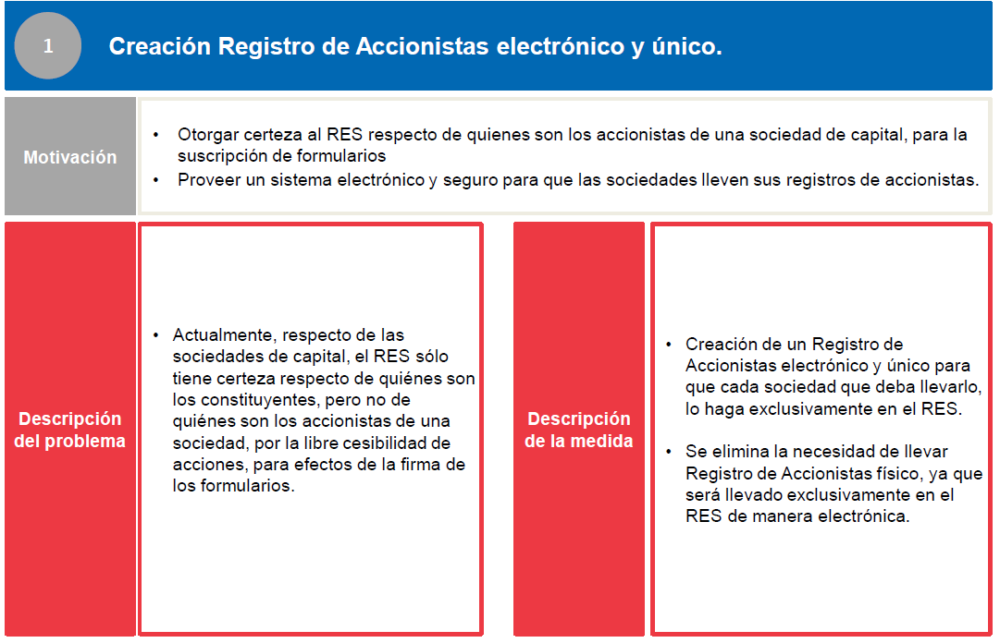 1
Creación Registro de Accionistas electrónico y único.
Motivación
• Otorgar certeza al RES respecto de quienes son los accionistas de una sociedad de capital, para la
suscripción de formularios
• Proveer un sistema electrónico y seguro para que las sociedades lleven sus registros de accionistas.
Descripción
del problema
• Actualmente, respecto de las
sociedades de capital, el RES sólo
tiene certeza respecto de quiénes son
los constituyentes, pero no de
quiénes son los accionistas de una
sociedad, por la libre cesibilidad de
acciones, para efectos de la firma de
los formularios.
Descripción
de la medida
• Creación de un Registro de
Accionistas electrónico y único para
que cada sociedad que deba llevarlo,
lo haga exclusivamente en el RES.
• Se elimina la necesidad de llevar
Registro de Accionistas físico, ya que
será llevado exclusivamente en el
RES de manera electrónica.